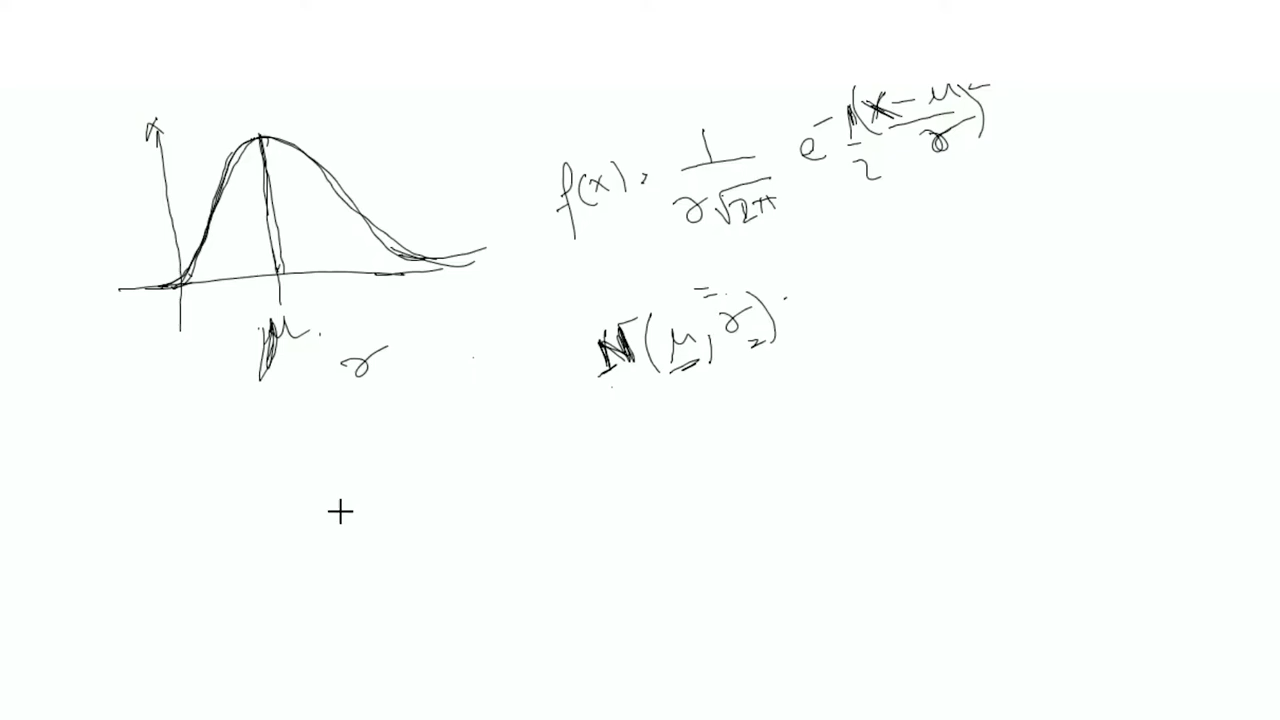 f(x) = 1/(σ√2π) e^-1/2((x-μ)/σ)^2
N(μ, σ2)
μ
σ